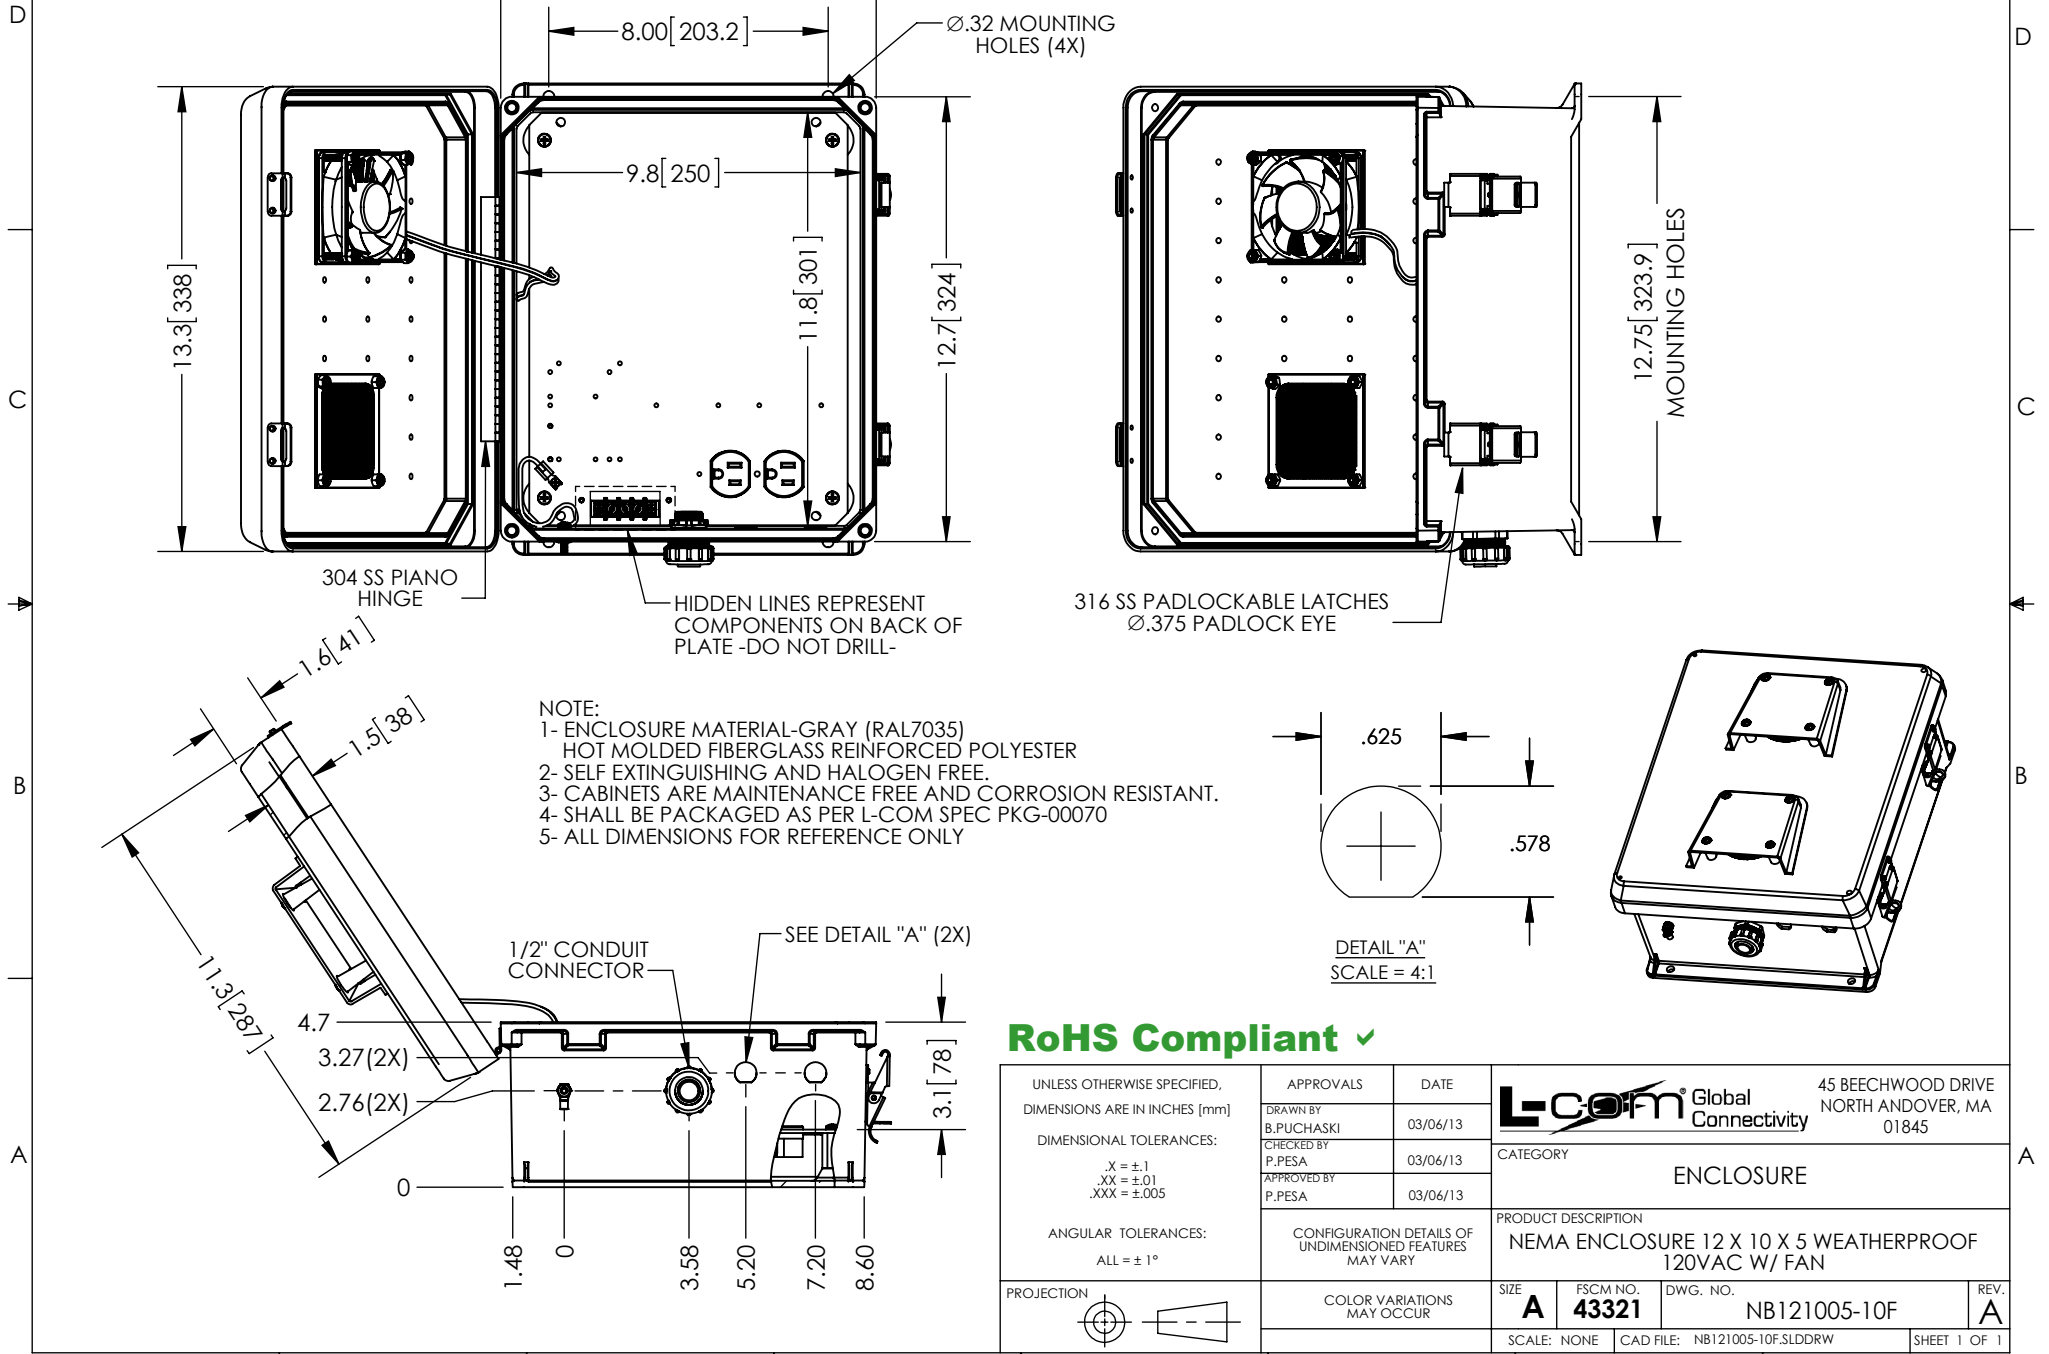 D
D
C
C
B
B
A
A
8.00[203.2]
Ø.32 MOUNTING
HOLES (4X)
13.3[338]
9.8[250]
11.8[301]
12.7[324]
12.75[323.9]
MOUNTING HOLES
304 SS PIANO
HINGE
HIDDEN LINES REPRESENT
COMPONENTS ON BACK OF
PLATE -DO NOT DRILL-
316 SS PADLOCKABLE LATCHES
Ø.375 PADLOCK EYE
1.6[41]
1.5[38]
11.3[287]
NOTE:
1- ENCLOSURE MATERIAL-GRAY (RAL7035)
HOT MOLDED FIBERGLASS REINFORCED POLYESTER
2- SELF EXTINGUISHING AND HALOGEN FREE.
3- CABINETS ARE MAINTENANCE FREE AND CORROSION RESISTANT.
4- SHALL BE PACKAGED AS PER L-COM SPEC PKG-00070
5- ALL DIMENSIONS FOR REFERENCE ONLY
.625
.578
DETAIL "A"
SCALE = 4:1
1/2" CONDUIT
CONNECTOR
SEE DETAIL "A" (2X)
4.7
3.27(2X)
2.76(2X)
0
3.1[78]
1.48
0
3.58
5.20
7.20
8.60
RoHS Compliant ✓
UNLESS OTHERWISE SPECIFIED,
DIMENSIONS ARE IN INCHES [mm]
DIMENSIONAL TOLERANCES:
.X = ±.1
.XX = ±.01
.XXX = ±.005
ANGULAR TOLERANCES:
ALL = ± 1°
PROJECTION
APPROVALS
DATE
DRAWN BY
B.PUCHASKI
03/06/13
CHECKED BY
P.PESA
03/06/13
APPROVED BY
P.PESA
03/06/13
CONFIGURATION DETAILS OF
UNDIMENSIONED FEATURES
MAY VARY
COLOR VARIATIONS
MAY OCCUR
L-com® Global
Connectivity
45 BEECHWOOD DRIVE
NORTH ANDOVER, MA
01845
CATEGORY
ENCLOSURE
PRODUCT DESCRIPTION
NEMA ENCLOSURE 12 X 10 X 5 WEATHERPROOF
120VAC W/ FAN
SIZE
A
FSCM NO.
43321
DWG. NO.
NB121005-10F
REV.
A
SCALE: NONE
CAD FILE: NB121005-10F.SLDDRW
SHEET 1 OF 1